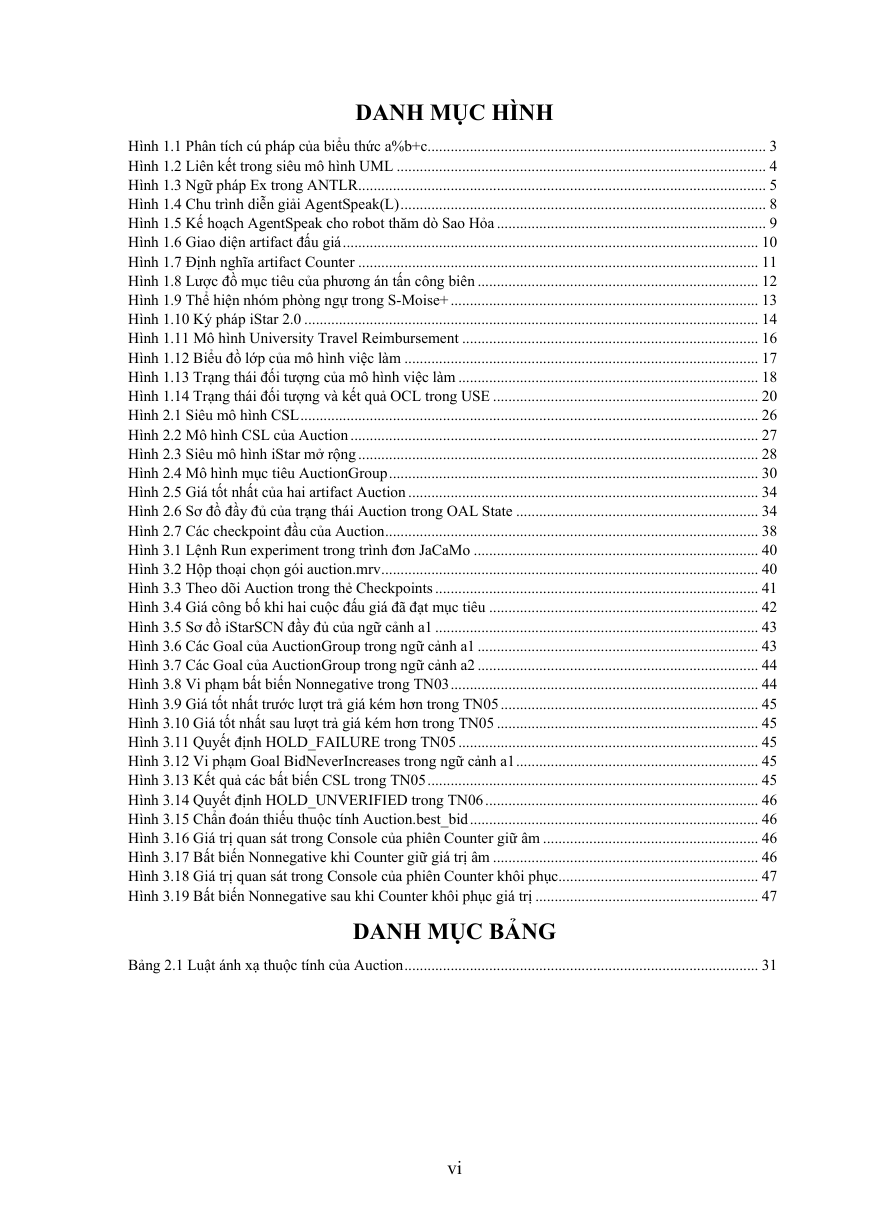 DANH MỤC HÌNH
Hình 1.1 Phân tích cú pháp của biểu thức a%b+c.......... 3
Hình 1.2 Liên kết trong siêu mô hình UML .......... 4
Hình 1.3 Ngữ pháp Ex trong ANTLR.......... 5
Hình 1.4 Chu trình diễn giải AgentSpeak(L).......... 8
Hình 1.5 Kế hoạch AgentSpeak cho robot thăm dò Sao Hỏa .......... 9
Hình 1.6 Giao diện artifact đấu giá.......... 10
Hình 1.7 Định nghĩa artifact Counter .......... 11
Hình 1.8 Lược đồ mục tiêu của phương án tấn công biên .......... 12
Hình 1.9 Thể hiện nhóm phòng ngự trong S-Moise+.......... 13
Hình 1.10 Ký pháp iStar 2.0 .......... 14
Hình 1.11 Mô hình University Travel Reimbursement .......... 16
Hình 1.12 Biểu đồ lớp của mô hình việc làm .......... 17
Hình 1.13 Trạng thái đối tượng của mô hình việc làm .......... 18
Hình 1.14 Trạng thái đối tượng và kết quả OCL trong USE .......... 20
Hình 2.1 Siêu mô hình CSL.......... 26
Hình 2.2 Mô hình CSL của Auction.......... 27
Hình 2.3 Siêu mô hình iStar mở rộng.......... 28
Hình 2.4 Mô hình mục tiêu AuctionGroup.......... 30
Hình 2.5 Giá tốt nhất của hai artifact Auction .......... 34
Hình 2.6 Sơ đồ đầy đủ của trạng thái Auction trong OAL State .......... 34
Hình 2.7 Các checkpoint đầu của Auction.......... 38
Hình 3.1 Lệnh Run experiment trong trình đơn JaCaMo .......... 40
Hình 3.2 Hộp thoại chọn gói auction.mrv.......... 40
Hình 3.3 Theo dõi Auction trong thẻ Checkpoints .......... 41
Hình 3.4 Giá công bố khi hai cuộc đấu giá đã đạt mục tiêu .......... 42
Hình 3.5 Sơ đồ iStarSCN đầy đủ của ngữ cảnh a1 .......... 43
Hình 3.6 Các Goal của AuctionGroup trong ngữ cảnh a1 .......... 43
Hình 3.7 Các Goal của AuctionGroup trong ngữ cảnh a2 .......... 44
Hình 3.8 Vi phạm bất biến Nonnegative trong TN03.......... 44
Hình 3.9 Giá tốt nhất trước lượt trả giá kém hơn trong TN05.......... 45
Hình 3.10 Giá tốt nhất sau lượt trả giá kém hơn trong TN05 .......... 45
Hình 3.11 Quyết định HOLD_FAILURE trong TN05.......... 45
Hình 3.12 Vi phạm Goal BidNeverIncreases trong ngữ cảnh a1.......... 45
Hình 3.13 Kết quả các bất biến CSL trong TN05.......... 45
Hình 3.14 Quyết định HOLD_UNVERIFIED trong TN06.......... 46
Hình 3.15 Chẩn đoán thiếu thuộc tính Auction.best_bid.......... 46
Hình 3.16 Giá trị quan sát trong Console của phiên Counter giữ âm .......... 46
Hình 3.17 Bất biến Nonnegative khi Counter giữ giá trị âm .......... 46
Hình 3.18 Giá trị quan sát trong Console của phiên Counter khôi phục.......... 47
Hình 3.19 Bất biến Nonnegative sau khi Counter khôi phục giá trị .......... 47
DANH MỤC BẢNG
Bảng 2.1 Luật ánh xạ thuộc tính của Auction.......... 31
vi